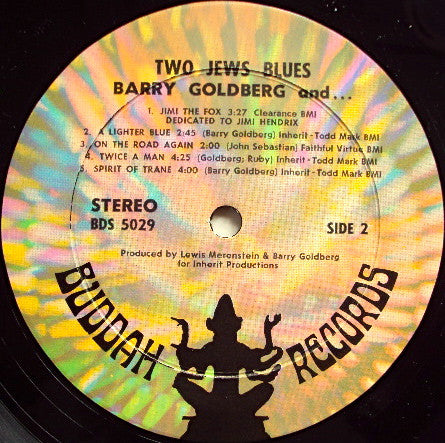 TWO JEWS BLUES
BARRY GOLDBERG and...
1. JIMI THE FOX 3:27 Clearance BMI
DEDICATED TO JIMI HENDRIX
2. A LIGHTER BLUE 2:45 (Barry Goldberg) Inherit - Todd Mark BMI
3. ON THE ROAD AGAIN 2:00 (John Sebastian) Faithful Virtue BMI
4. TWICE A MAN 4:25 (Goldberg; Ruby) Inherit - Todd Mark BMI
5. SPIRIT OF TRANE 4:00 (Barry Goldberg) Inherit - Todd Mark BMI
STEREO
BDS 5029
SIDE 2
Produced by Lewis Merenstein & Barry Goldberg
for Inherit Productions
BUDDAH RECORDS